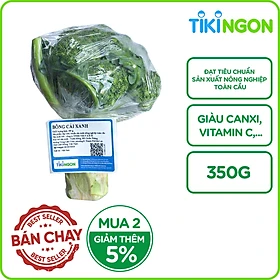 TIKINGON
ĐẠT TIÊU CHUẨN
SẢN XUẤT NÔNG NGHIỆP
TOÀN CẦU
GIÀU CANXI,
VITAMIN C,...
350G
BÔNG CẢI XANH
TIKINGON
BEST SELLER
BÁN CHẠY
BEST SELLER
MUA 2
GIẢM THÊM
5%